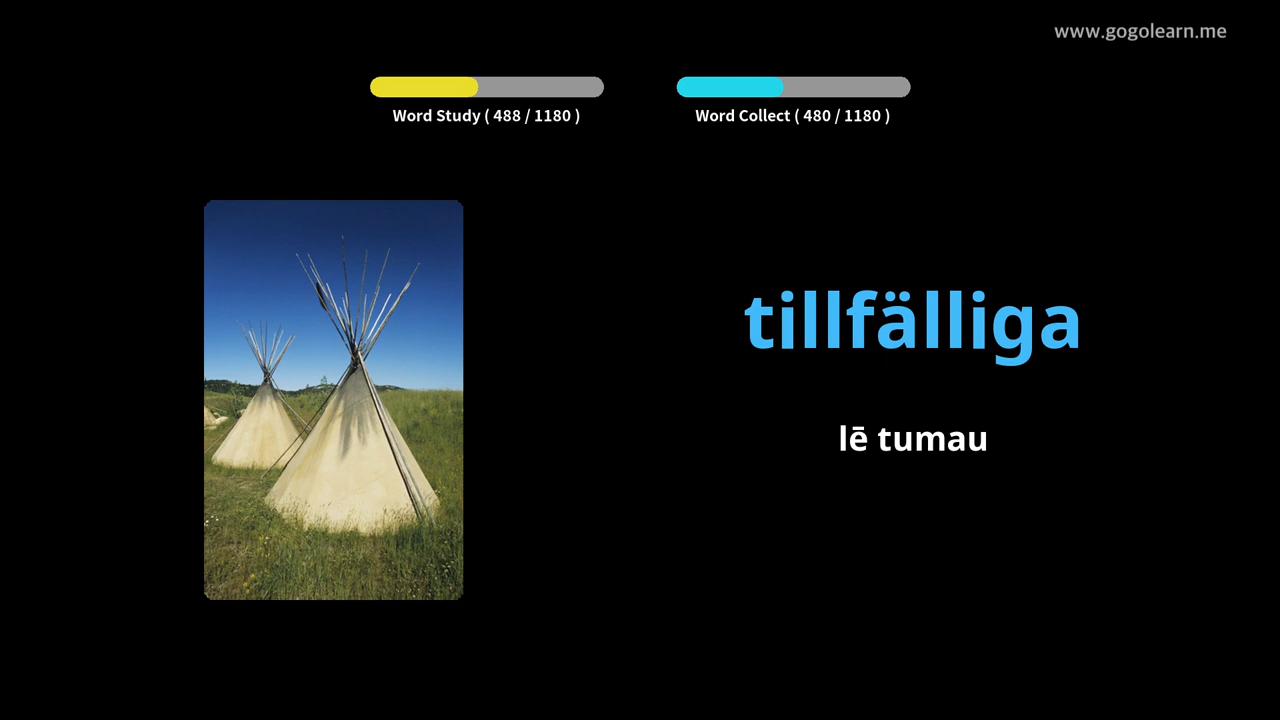 www.gogolearn.me
Word Study ( 488 / 1180 )
Word Collect ( 480 / 1180 )
tillfälliga
lē tumau